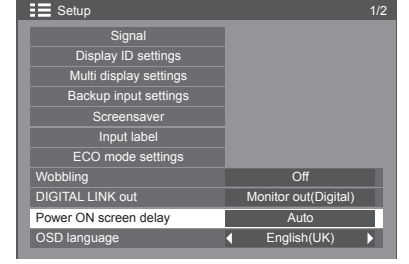 Setup 1/2
Signal
Display ID settings
Multi display settings
Backup input settings
Screensaver
Input label
ECO mode settings
Wobbling Off
DIGITAL LINK out Monitor out(Digital)
Power ON screen delay Auto
OSD language English(UK)